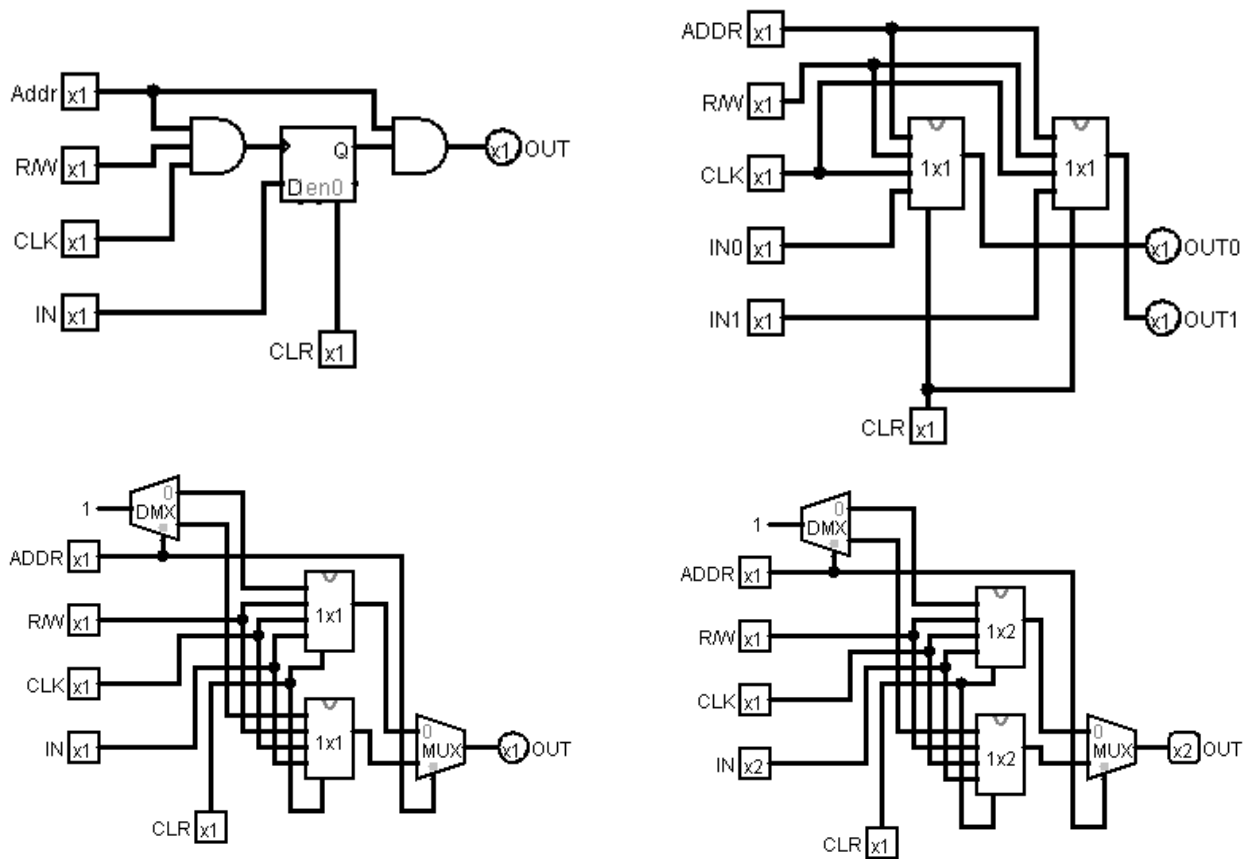 Addr x1
R/W x1
CLK x1
IN x1
Q
D en0
CLR x1
x1 OUT
ADDR x1
R/W x1
CLK x1
IN0 x1
IN1 x1
1x1
1x1
x1 OUT0
x1 OUT1
CLR x1
1
0
DMX
ADDR x1
R/W x1
CLK x1
IN x1
CLR x1
1x1
1x1
0
MUX
x1 OUT
1
0
DMX
ADDR x1
R/W x1
CLK x1
IN x2
CLR x1
1x2
1x2
0
MUX
x2 OUT